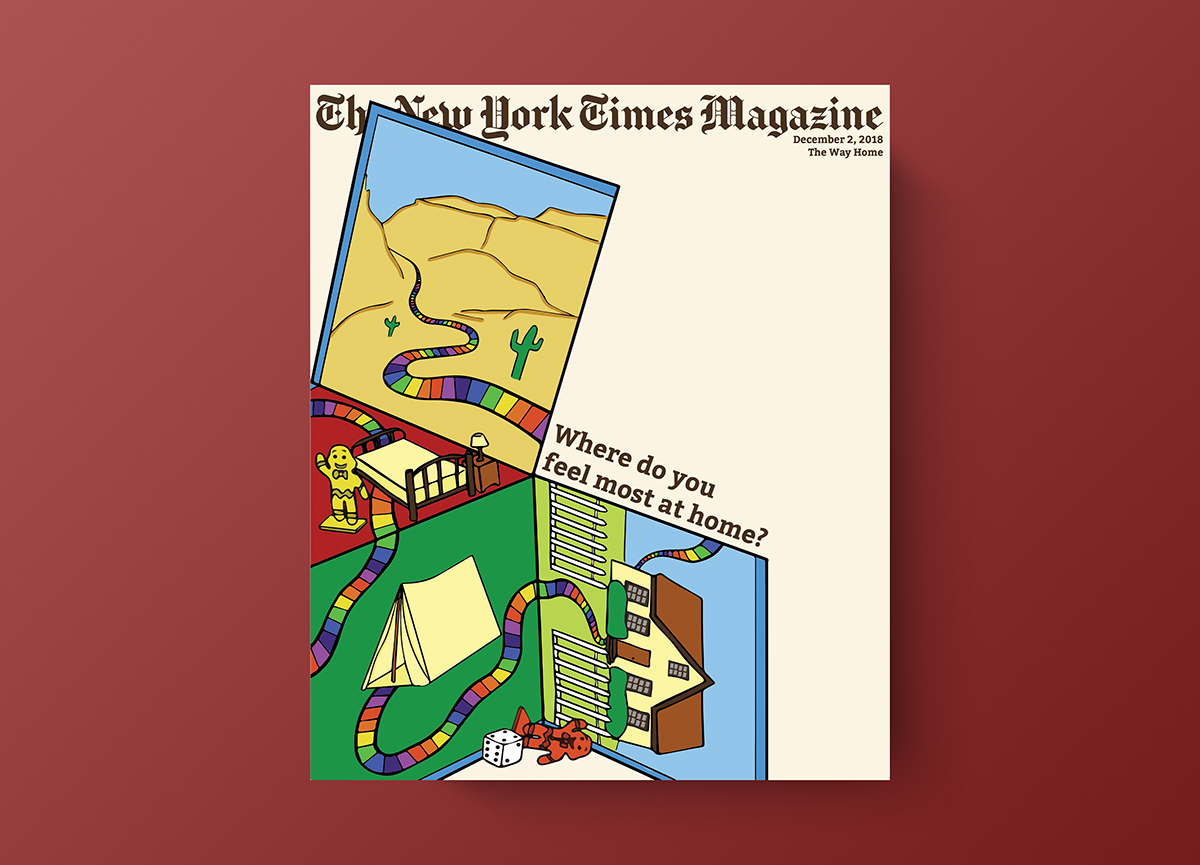 The New York Times Magazine
December 2, 2018
The Way Home
Where do you
feel most at home?